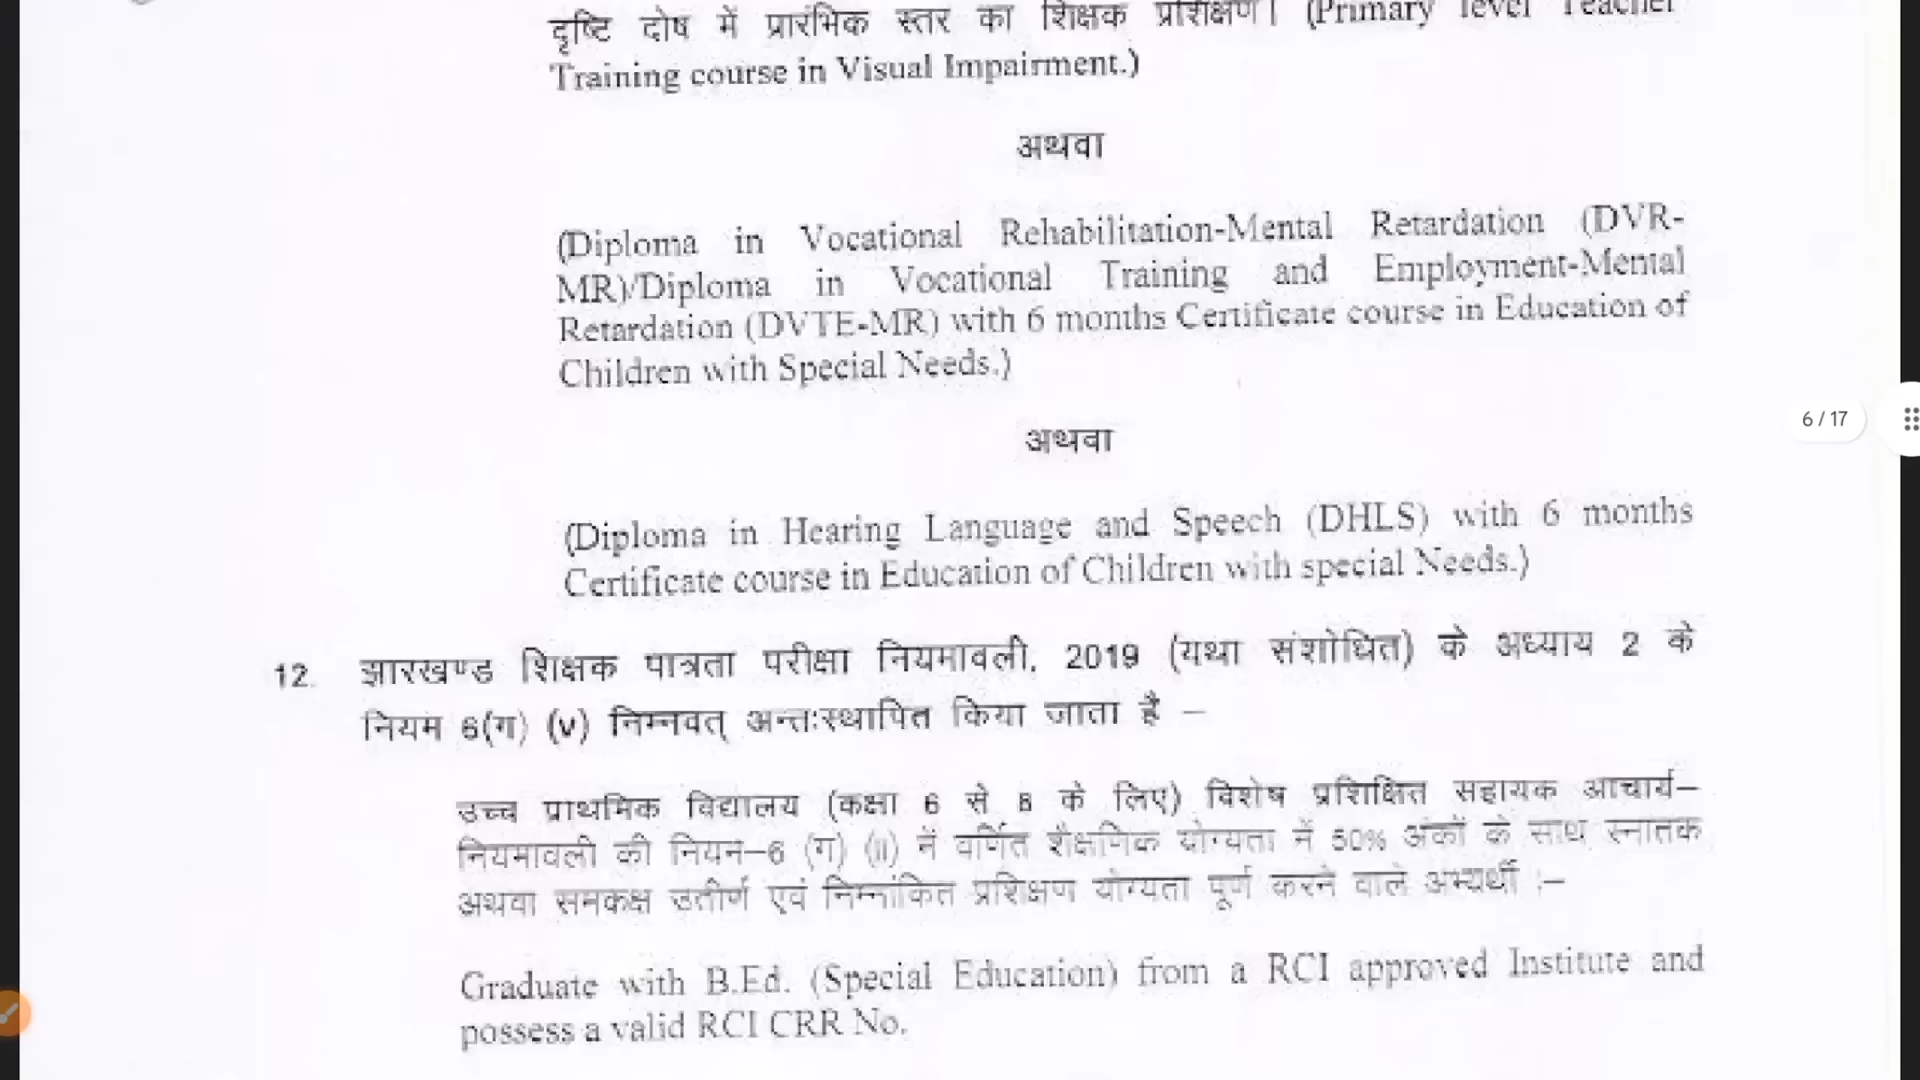 दृष्टि दोष में प्रारंभिक स्तर का शिक्षक प्रशिक्षण। (Primary level Teacher
Training course in Visual Impairment.)
अथवा
(Diploma in Vocational Rehabilitation-Mental Retardation (DVR-
MR)/Diploma in Vocational Training and Employment-Mental
Retardation (DVTE-MR) with 6 months Certificate course in Education of
Children with Special Needs.)
अथवा
6 / 17
(Diploma in Hearing Language and Speech (DHLS) with 6 months
Certificate course in Education of Children with special Needs.)
12. झारखण्ड शिक्षक पात्रता परीक्षा नियमावली, 2019 (यथा संशोधित) के अध्याय 2 के
नियम 6(ग) (v) निम्नवत् अन्तःस्थापित किया जाता है –
उच्च प्राथमिक विद्यालय (कक्षा 6 से 8 के लिए) विशेष प्रशिक्षित सहायक आचार्य–
नियमावली की नियम–6 (ग) (ii) में वर्णित शैक्षणिक योग्यता में 50% अंकों के साथ स्नातक
अथवा समकक्ष उतीर्ण एवं निम्नांकित प्रशिक्षण योग्यता पूर्ण करने वाले अभ्यर्थी :–
Graduate with B.Ed. (Special Education) from a RCI approved Institute and
possess a valid RCI CRR No.